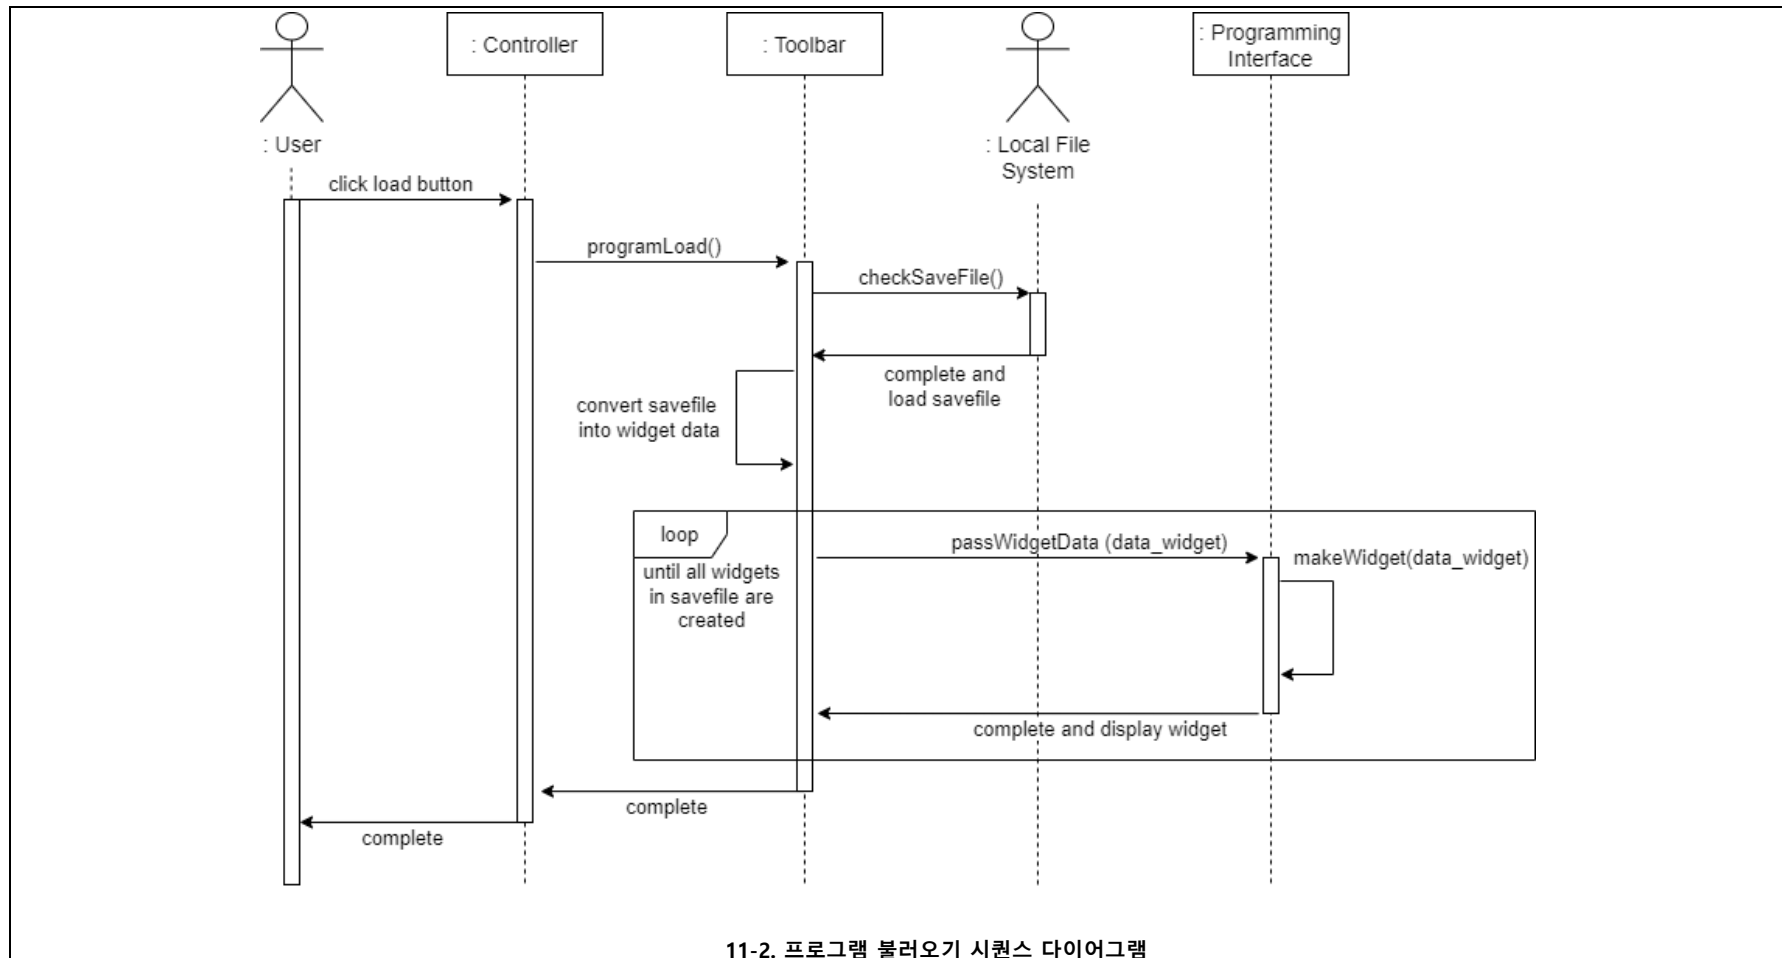 : Controller
: Toolbar
: Programming
Interface
: User
: Local File
System
click load button
programLoad()
checkSaveFile()
complete and
load savefile
convert savefile
into widget data
loop
until all widgets
in savefile are
created
passWidgetData (data_widget)
makeWidget(data_widget)
complete and display widget
complete
complete
11-2. 프로그램 불러오기 시퀀스 다이어그램